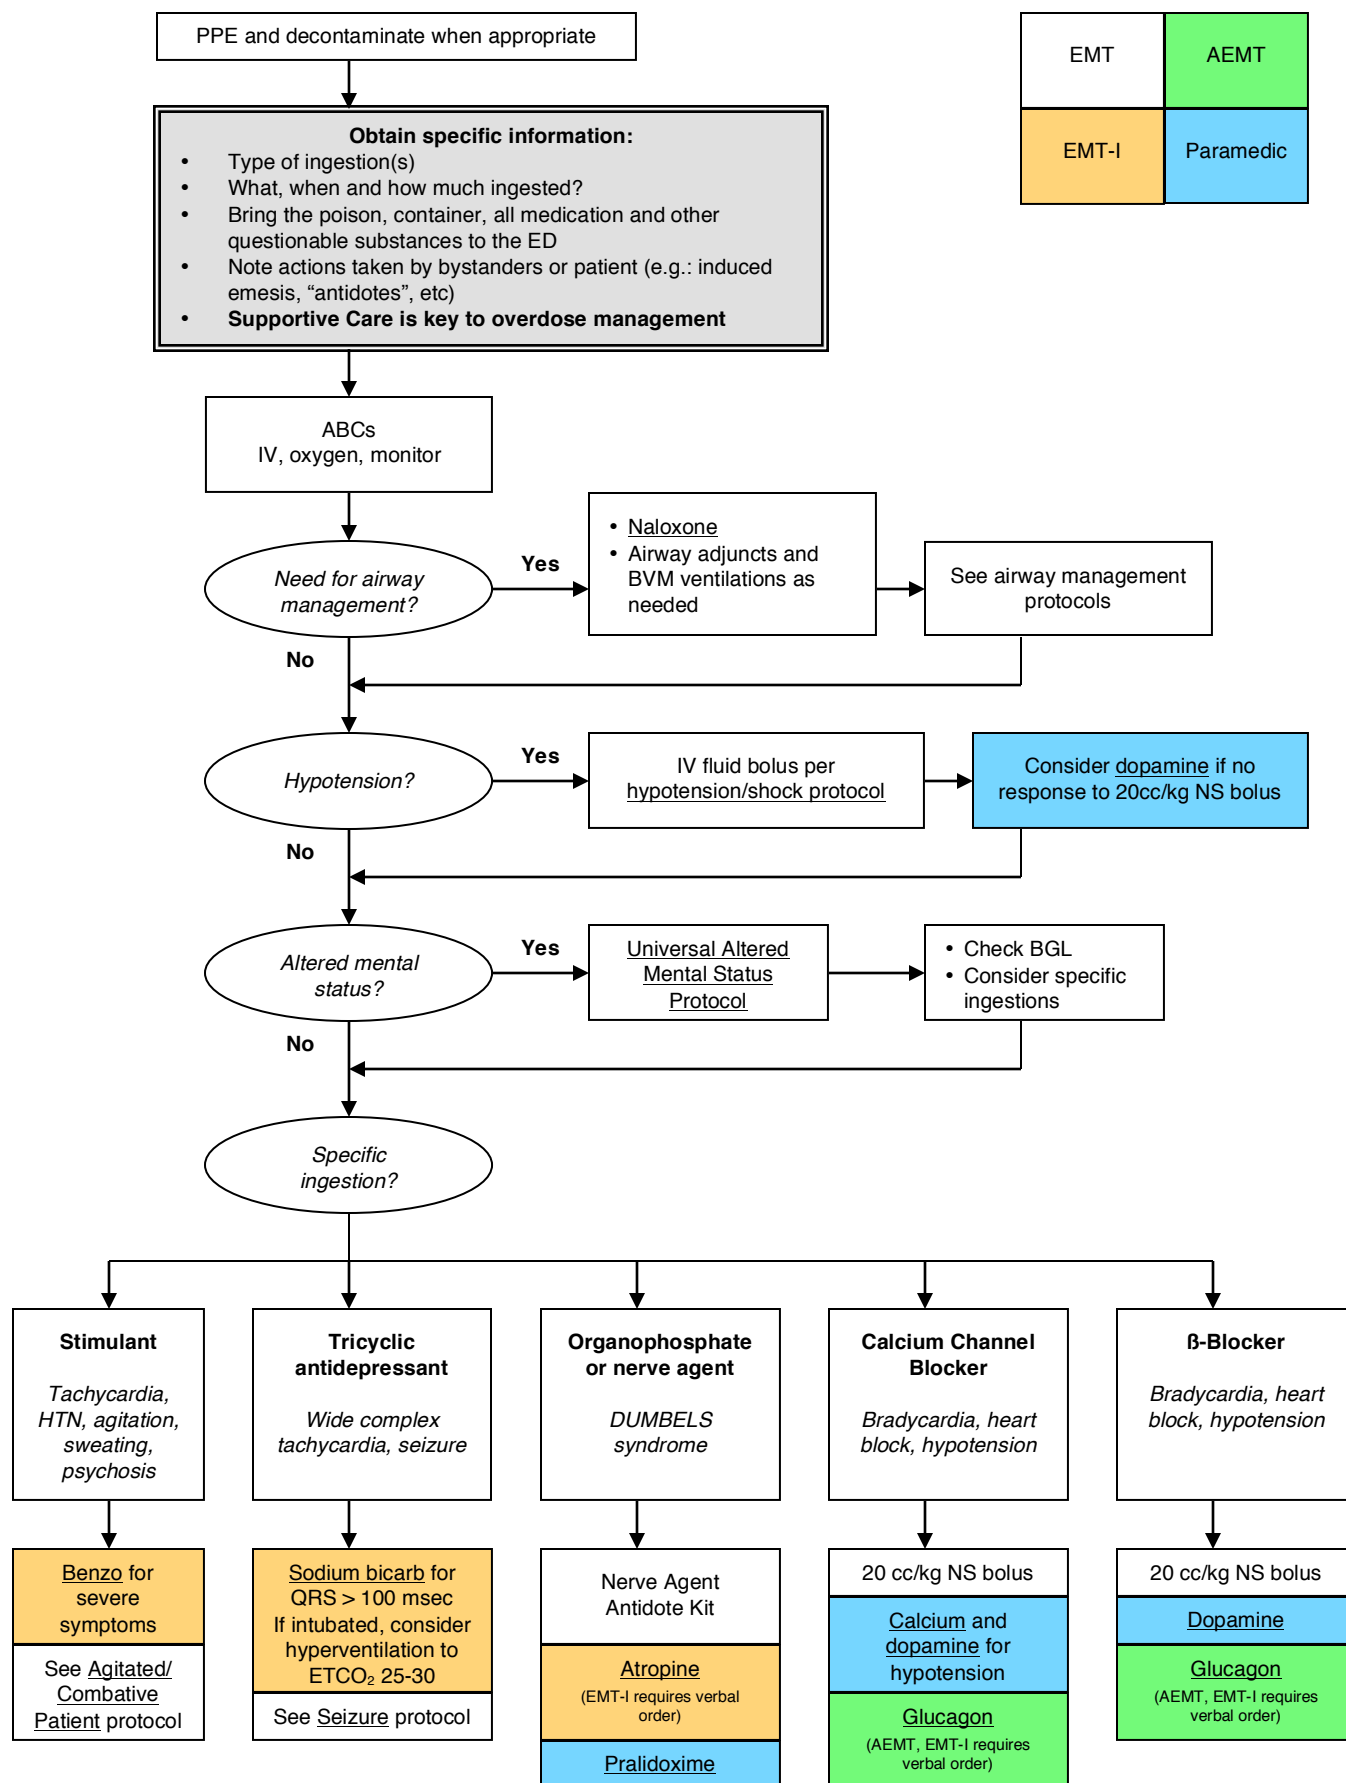 PPE and decontaminate when appropriate
EMT
AEMT
EMT-I
Paramedic
Obtain specific information:
• Type of ingestion(s)
• What, when and how much ingested?
• Bring the poison, container, all medication and other
questionable substances to the ED
• Note actions taken by bystanders or patient (e.g.: induced
emesis, “antidotes”, etc)
• Supportive Care is key to overdose management
ABCs
IV, oxygen, monitor
Need for airway
management?
Yes
• Naloxone
• Airway adjuncts and
BVM ventilations as
needed
See airway management
protocols
No
Hypotension?
Yes
IV fluid bolus per
hypotension/shock protocol
Consider dopamine if no
response to 20cc/kg NS bolus
No
Altered mental
status?
Yes
Universal Altered
Mental Status
Protocol
• Check BGL
• Consider specific
ingestions
No
Specific
ingestion?
Stimulant
Tachycardia,
HTN, agitation,
sweating,
psychosis
Benzo for
severe
symptoms
See Agitated/
Combative
Patient protocol
Tricyclic
antidepressant
Wide complex
tachycardia, seizure
Sodium bicarb for
QRS > 100 msec
If intubated, consider
hyperventilation to
ETCO₂ 25-30
See Seizure protocol
Organophosphate
or nerve agent
DUMBELS
syndrome
Nerve Agent
Antidote Kit
Atropine
(EMT-I requires verbal
order)
Pralidoxime
Calcium Channel
Blocker
Bradycardia, heart
block, hypotension
20 cc/kg NS bolus
Calcium and
dopamine for
hypotension
Glucagon
(AEMT, EMT-I requires
verbal order)
ß-Blocker
Bradycardia, heart
block, hypotension
20 cc/kg NS bolus
Dopamine
Glucagon
(AEMT, EMT-I requires
verbal order)